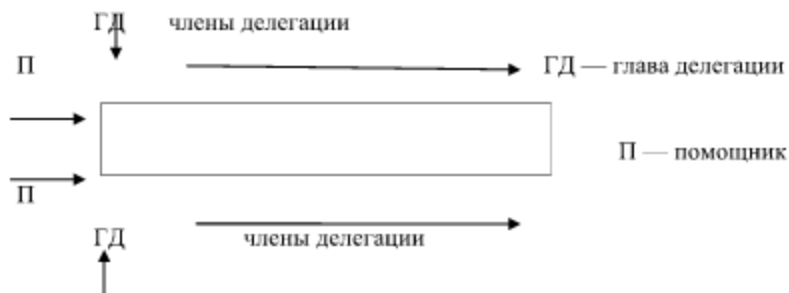 ГД члены делегации
П
ГД — глава делегации
П — помощник
П
ГД
члены делегации